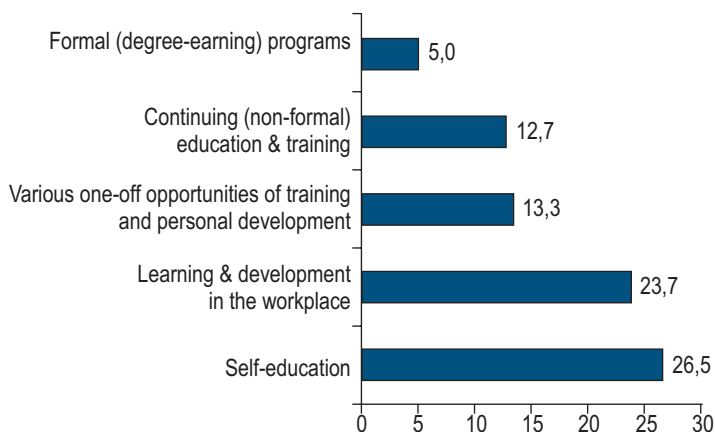 Formal (degree-earning) programs
5,0
Continuing (non-formal)
education & training
12,7
Various one-off opportunities of training
and personal development
13,3
Learning & development
in the workplace
23,7
Self-education
26,5
0 5 10 15 20 25 30